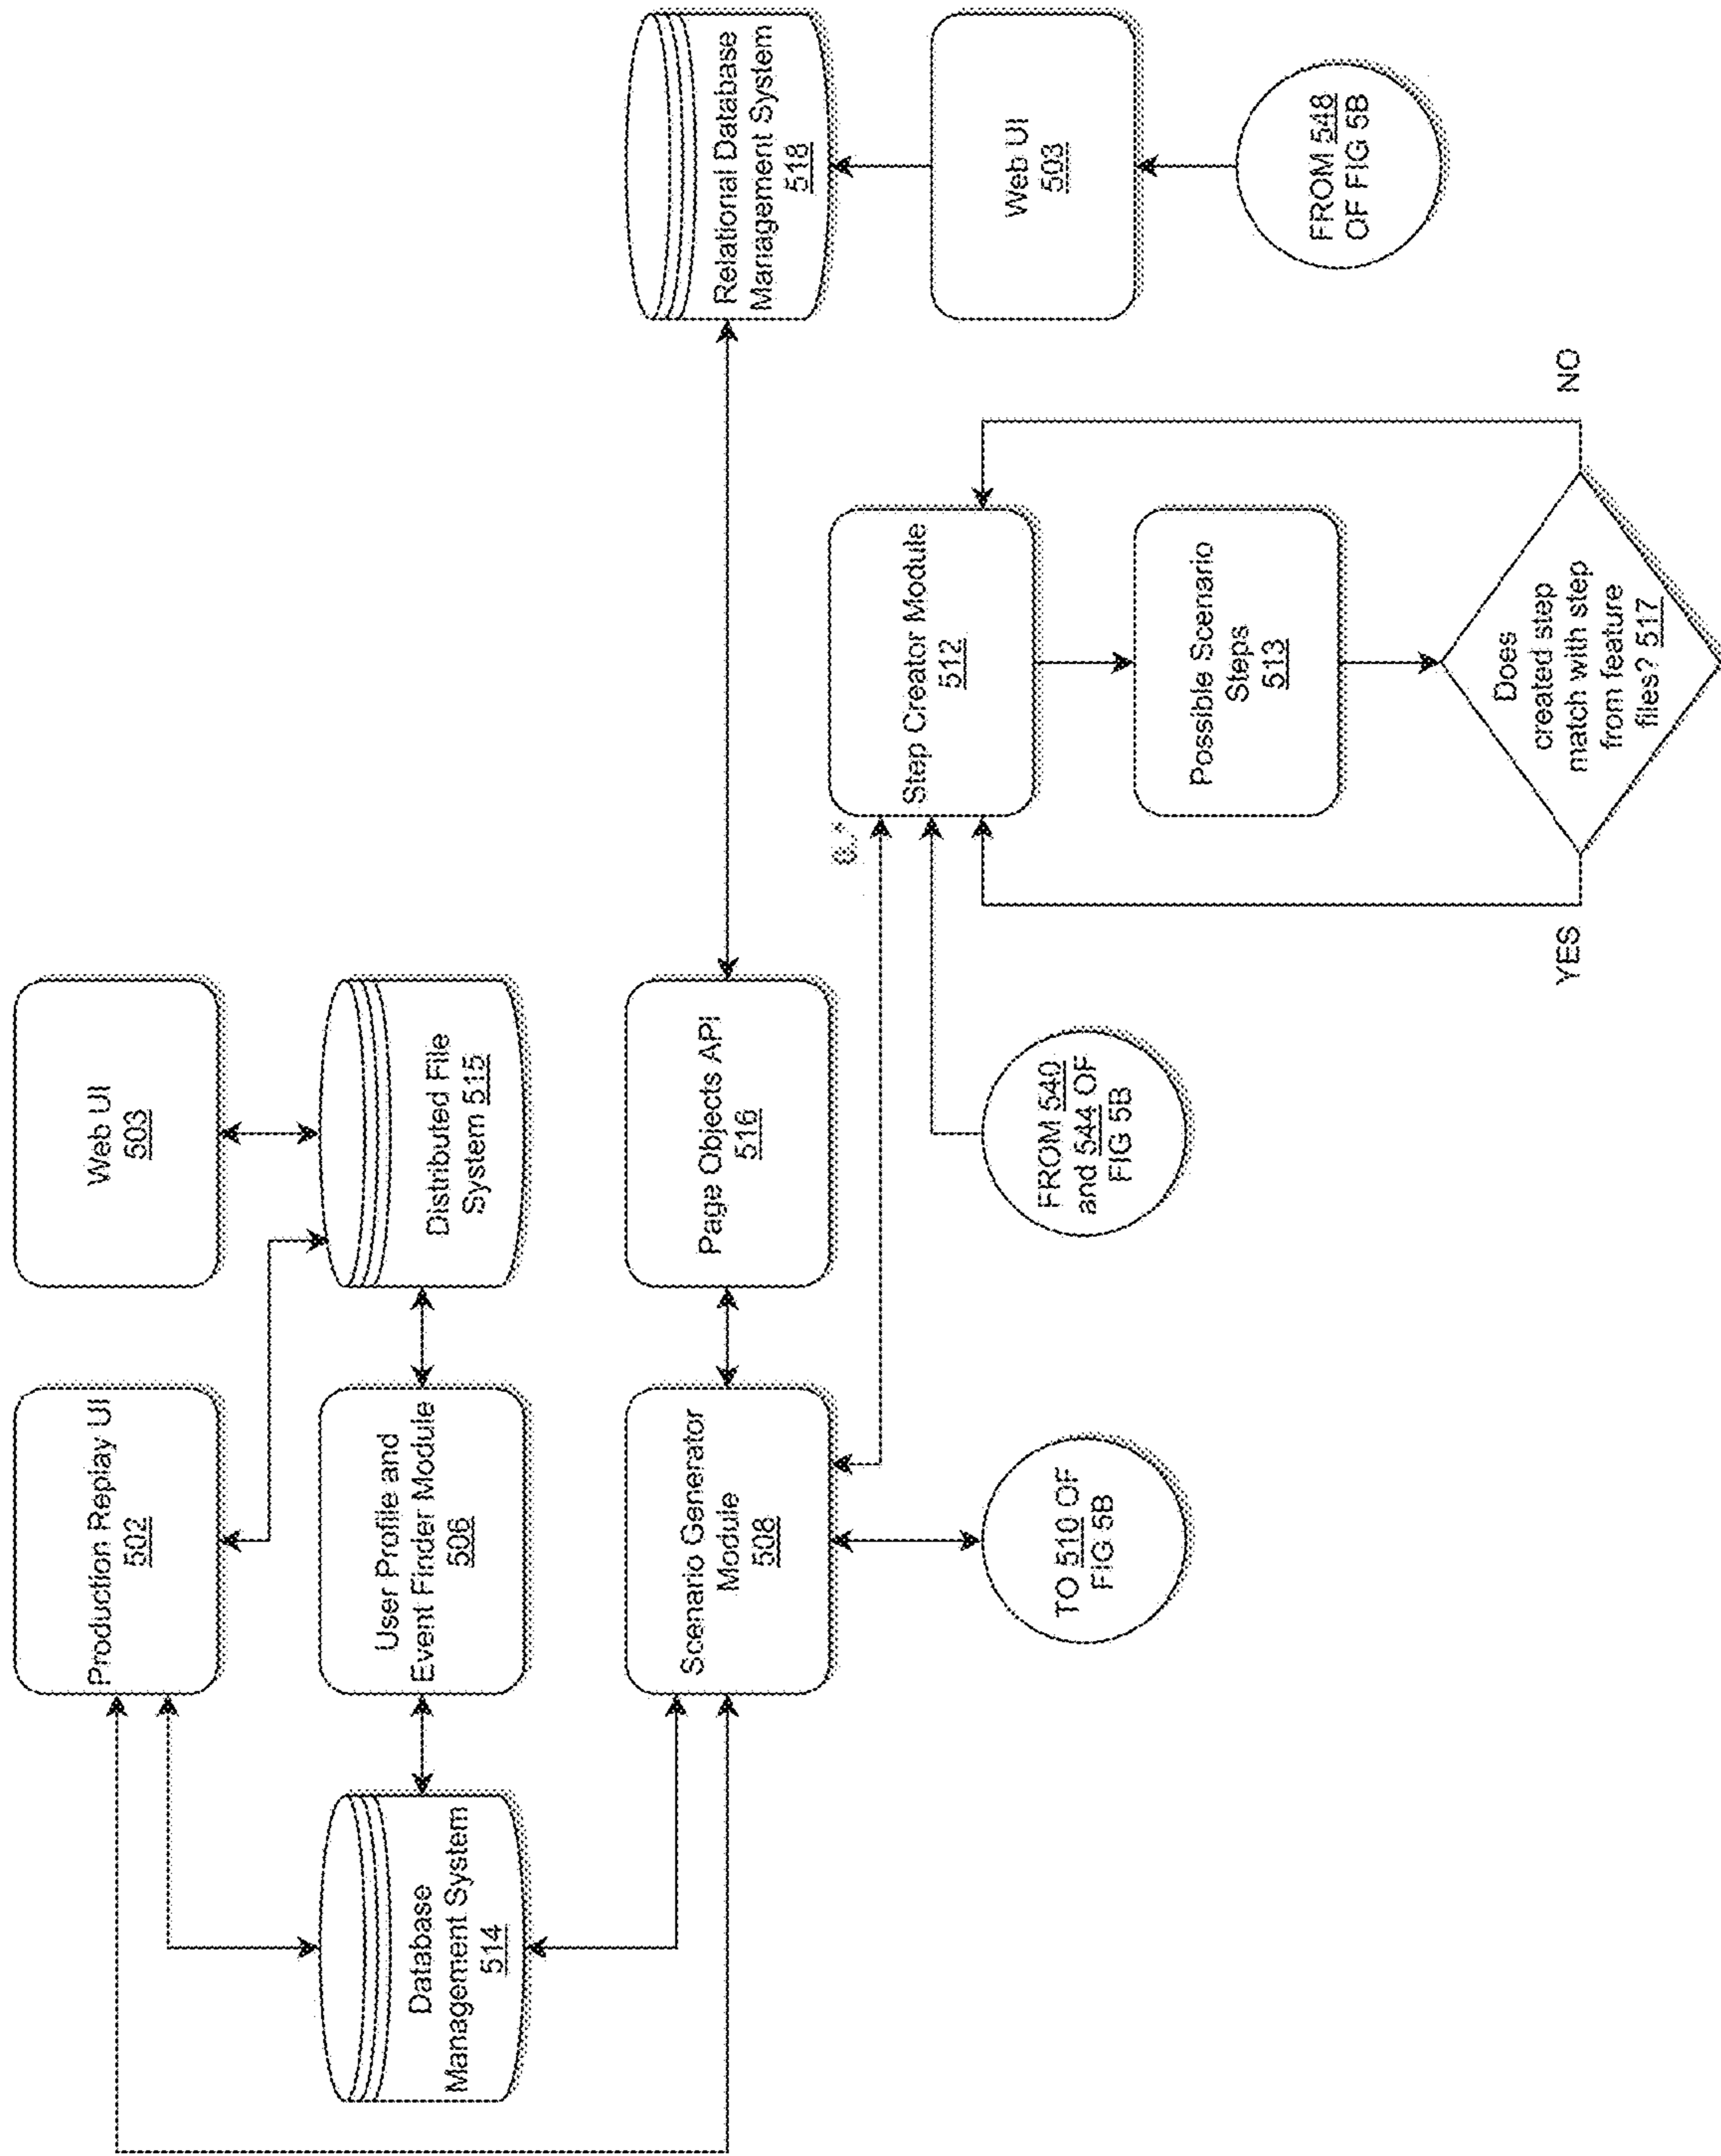 Production Replay UI
502
Web UI
503
Database
Management System
514
User Profile and
Event Finder Module
506
Distributed File
System 515
Scenario Generator
Module
508
Page Objects API
516
Relational Database
Management System
518
TO 510 OF
FIG 5B
FROM 540
and 544 OF
FIG 5B
0..*
Step Creator Module
512
Web UI
503
Possible Scenario
Steps
513
FROM 548
OF FIG 5B
YES
Does
created step
match with step
from feature
files? 517
NO